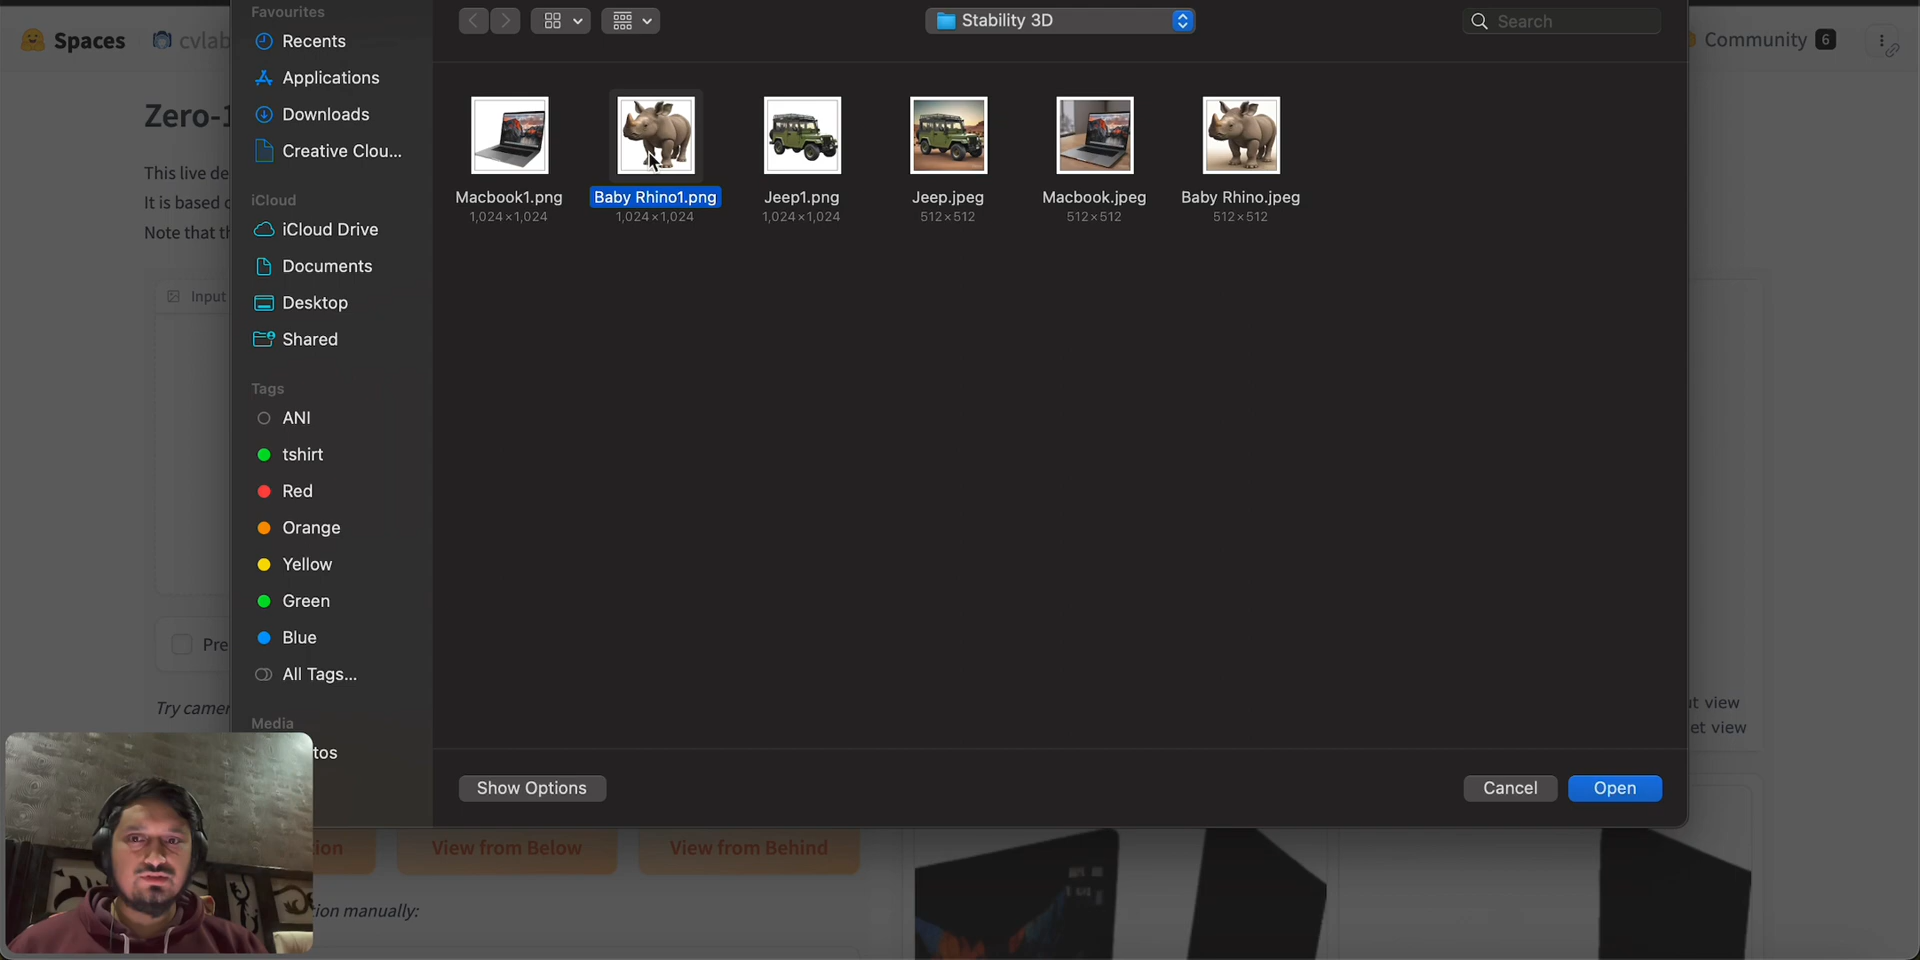 Spaces
cvlab
Community 6
Zero-1
This live de
It is based
Note that th
Input
Pre
Try camer
Favourites
Recents
Applications
Downloads
Creative Clou...
iCloud
iCloud Drive
Documents
Desktop
Shared
Tags
ANI
tshirt
Red
Orange
Yellow
Green
Blue
All Tags...
Media
tos
Stability 3D
Search
Macbook1.png
1,024×1,024
Baby Rhino1.png
1,024×1,024
Jeep1.png
1,024×1,024
Jeep.jpeg
512×512
Macbook.jpeg
512×512
Baby Rhino.jpeg
512×512
Show Options
Cancel
Open
ut view
et view
ion
View from Below
View from Behind
ion manually: